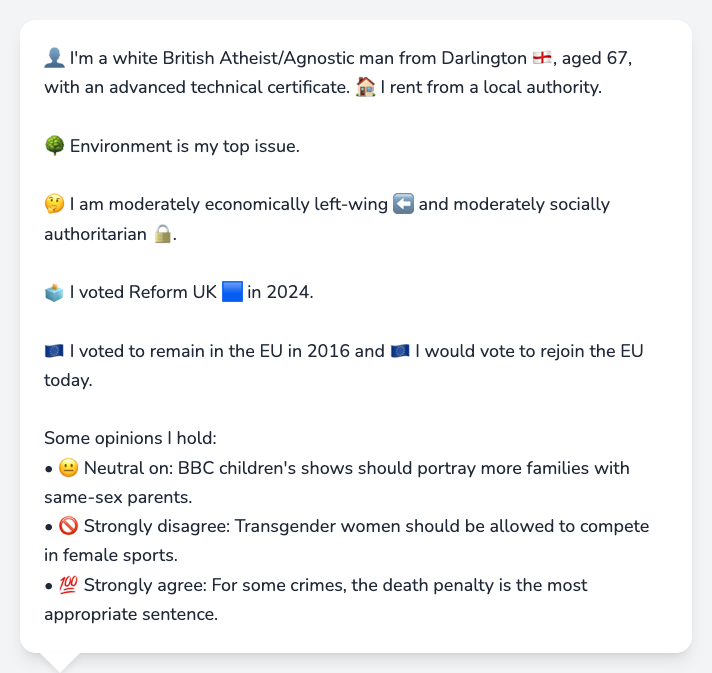 👤 I'm a white British Atheist/Agnostic man from Darlington 🏴󠁧󠁢󠁥󠁮󠁧󠁿, aged 67,
with an advanced technical certificate. 🏠 I rent from a local authority.
🌳 Environment is my top issue.
🤔 I am moderately economically left-wing ⬅️ and moderately socially
authoritarian 🔒.
🗳️ I voted Reform UK 🟦 in 2024.
🇪🇺 I voted to remain in the EU in 2016 and 🇪🇺 I would vote to rejoin the EU
today.
Some opinions I hold:
• 😐 Neutral on: BBC children's shows should portray more families with
same-sex parents.
• 🚫 Strongly disagree: Transgender women should be allowed to compete
in female sports.
• 💯 Strongly agree: For some crimes, the death penalty is the most
appropriate sentence.